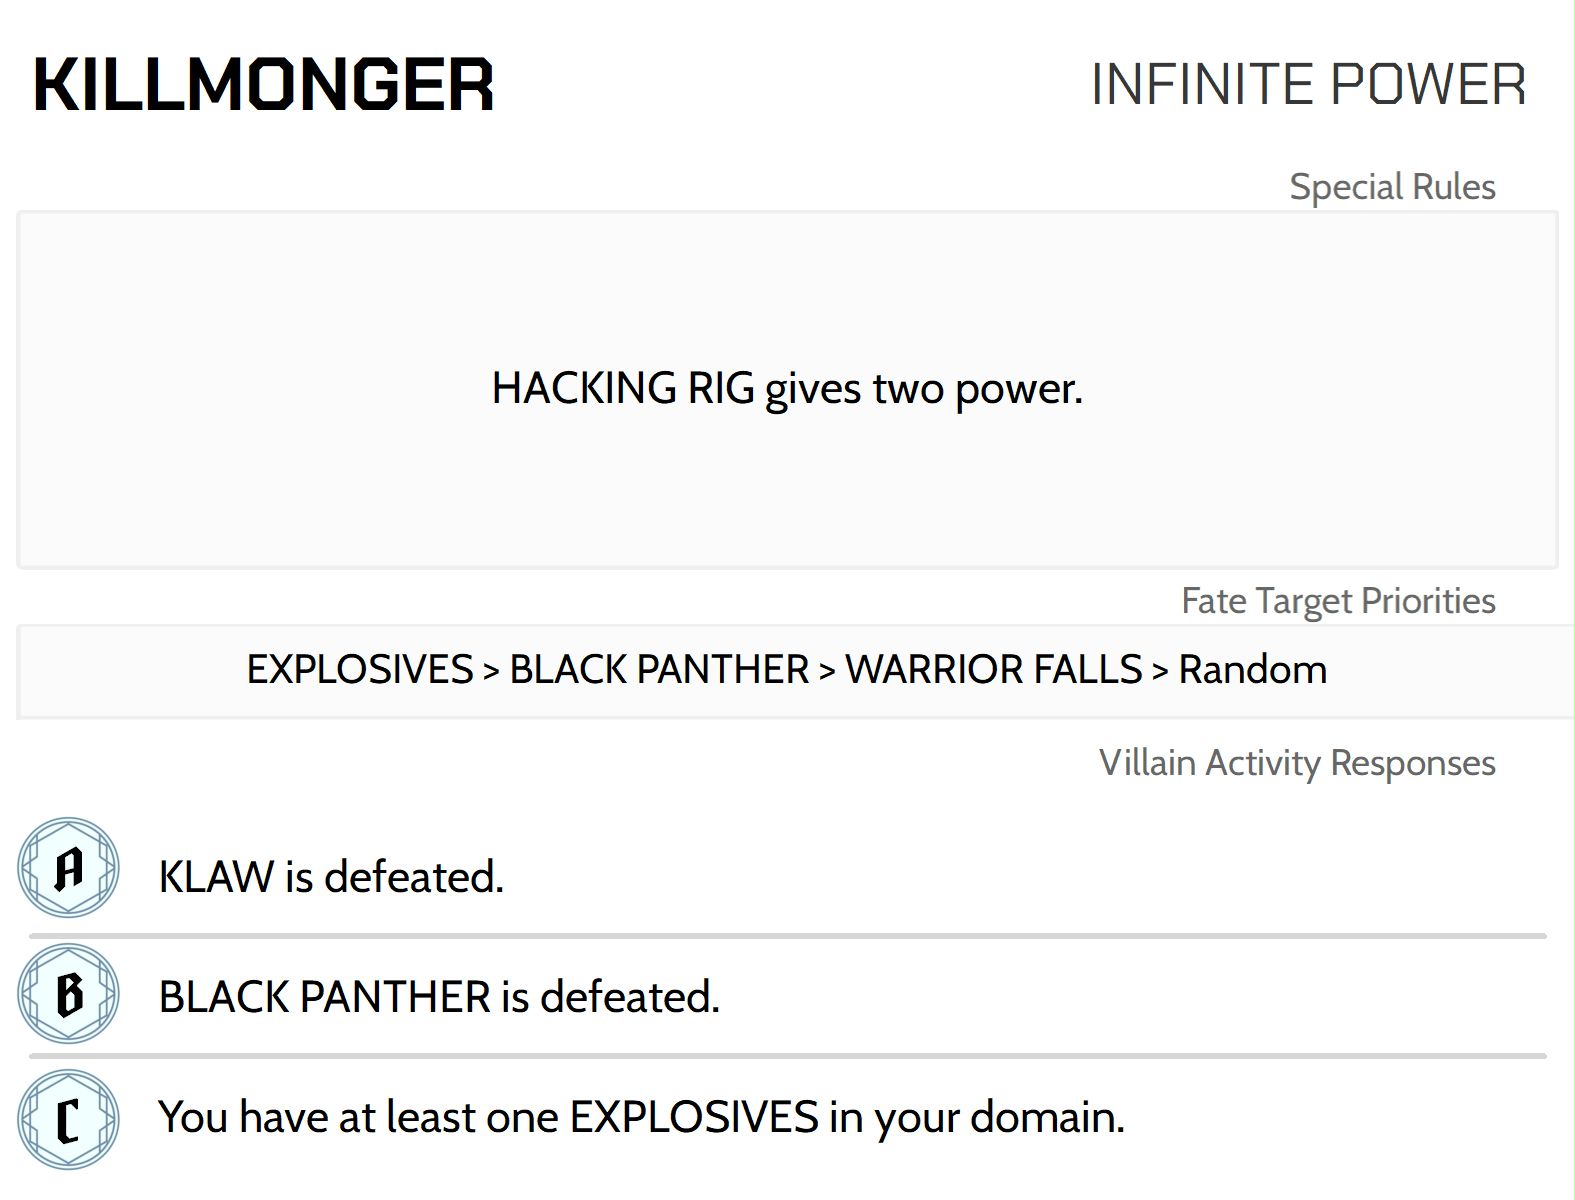 KILLMONGER
INFINITE POWER
Special Rules
HACKING RIG gives two power.
Fate Target Priorities
EXPLOSIVES > BLACK PANTHER > WARRIOR FALLS > Random
Villain Activity Responses
A KLAW is defeated.
B BLACK PANTHER is defeated.
C You have at least one EXPLOSIVES in your domain.